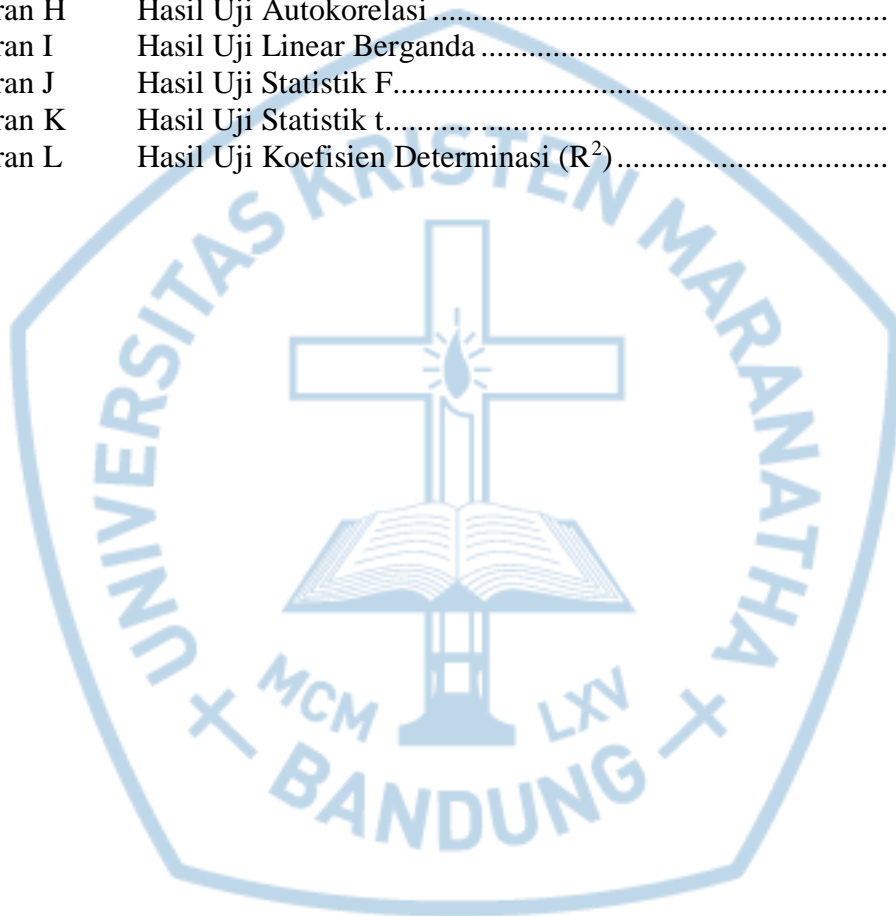 ran H Hasil Uji Autokorelasi ........................................................
ran I Hasil Uji Linear Berganda ..................................................
ran J Hasil Uji Statistik F.............................................................
ran K Hasil Uji Statistik t..............................................................
ran L Hasil Uji Koefisien Determinasi (R²) .................................
UNIVERSITAS KRISTEN MARANATHA
MCM LXV
BANDUNG